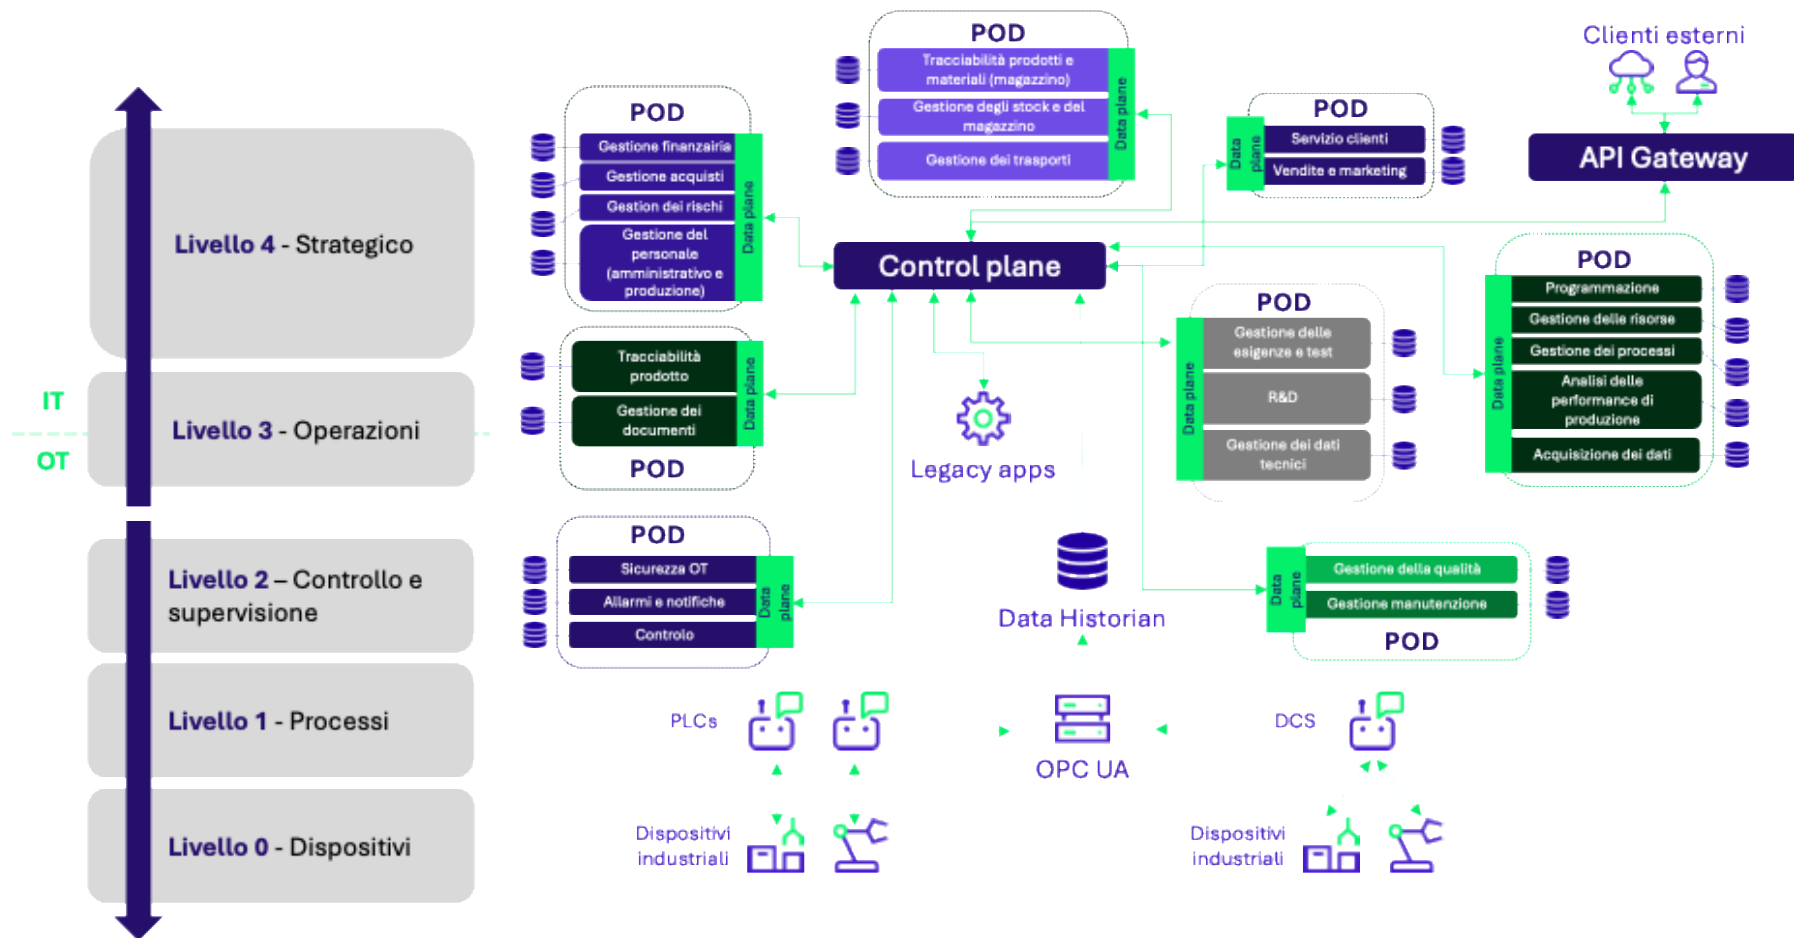 Livello 4 - Strategico
IT
Livello 3 - Operazioni
OT
Livello 2 – Controllo e
supervisione
Livello 1 - Processi
Livello 0 - Dispositivi
POD
Gestione finanzairia
Gestione acquisti
Gestion dei rischi
Gestione del
personale
(amministrativo e
produzione)
Data plane
POD
Tracciabilità prodotti e
materiali (magazzino)
Gestione degli stock e del
magazzino
Gestione dei trasporti
Data plane
POD
Servizio clienti
Vendite e marketing
Data
plane
Clienti esterni
API Gateway
Control plane
Tracciabilità
prodotto
Gestione dei
documenti
Data plane
POD
Legacy apps
POD
Gestione delle
esigenze e test
R&D
Gestione dei dati
tecnici
Data plane
POD
Programmazione
Gestione delle risorse
Gestione dei processi
Analisi delle
performance di
produzione
Acquisizione dei dati
Data plane
POD
Sicurezza OT
Allarmi e notifiche
Controlo
Data
plane
Data Historian
Gestione della qualità
Gestione manutenzione
Data
plane
POD
PLCs
OPC UA
DCS
Dispositivi
industriali
Dispositivi
industriali